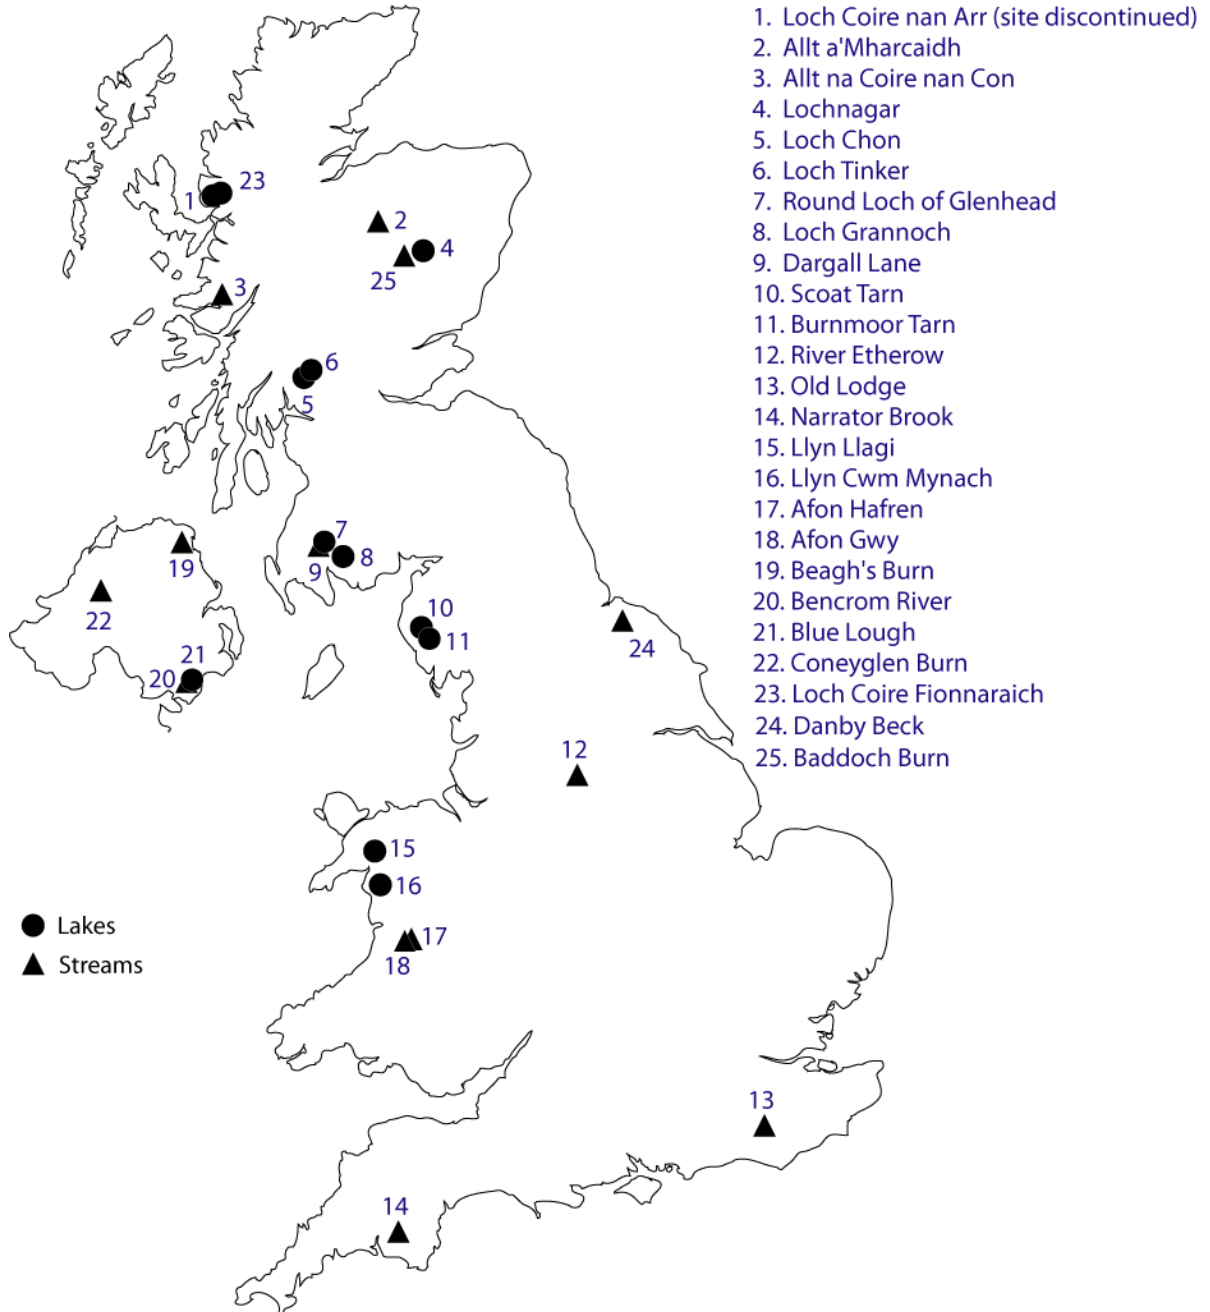 1. Loch Coire nan Arr (site discontinued)
2. Allt a'Mharcaidh
3. Allt na Coire nan Con
4. Lochnagar
5. Loch Chon
6. Loch Tinker
7. Round Loch of Glenhead
8. Loch Grannoch
9. Dargall Lane
10. Scoat Tarn
11. Burnmoor Tarn
12. River Etherow
13. Old Lodge
14. Narrator Brook
15. Llyn Llagi
16. Llyn Cwm Mynach
17. Afon Hafren
18. Afon Gwy
19. Beagh's Burn
20. Bencrom River
21. Blue Lough
22. Coneyglen Burn
23. Loch Coire Fionnaraich
24. Danby Beck
25. Baddoch Burn
23
1
2
4
25
3
6
5
7
8
9
19
22
10
11
24
21
20
12
15
16
17
18
13
14
Lakes
Streams